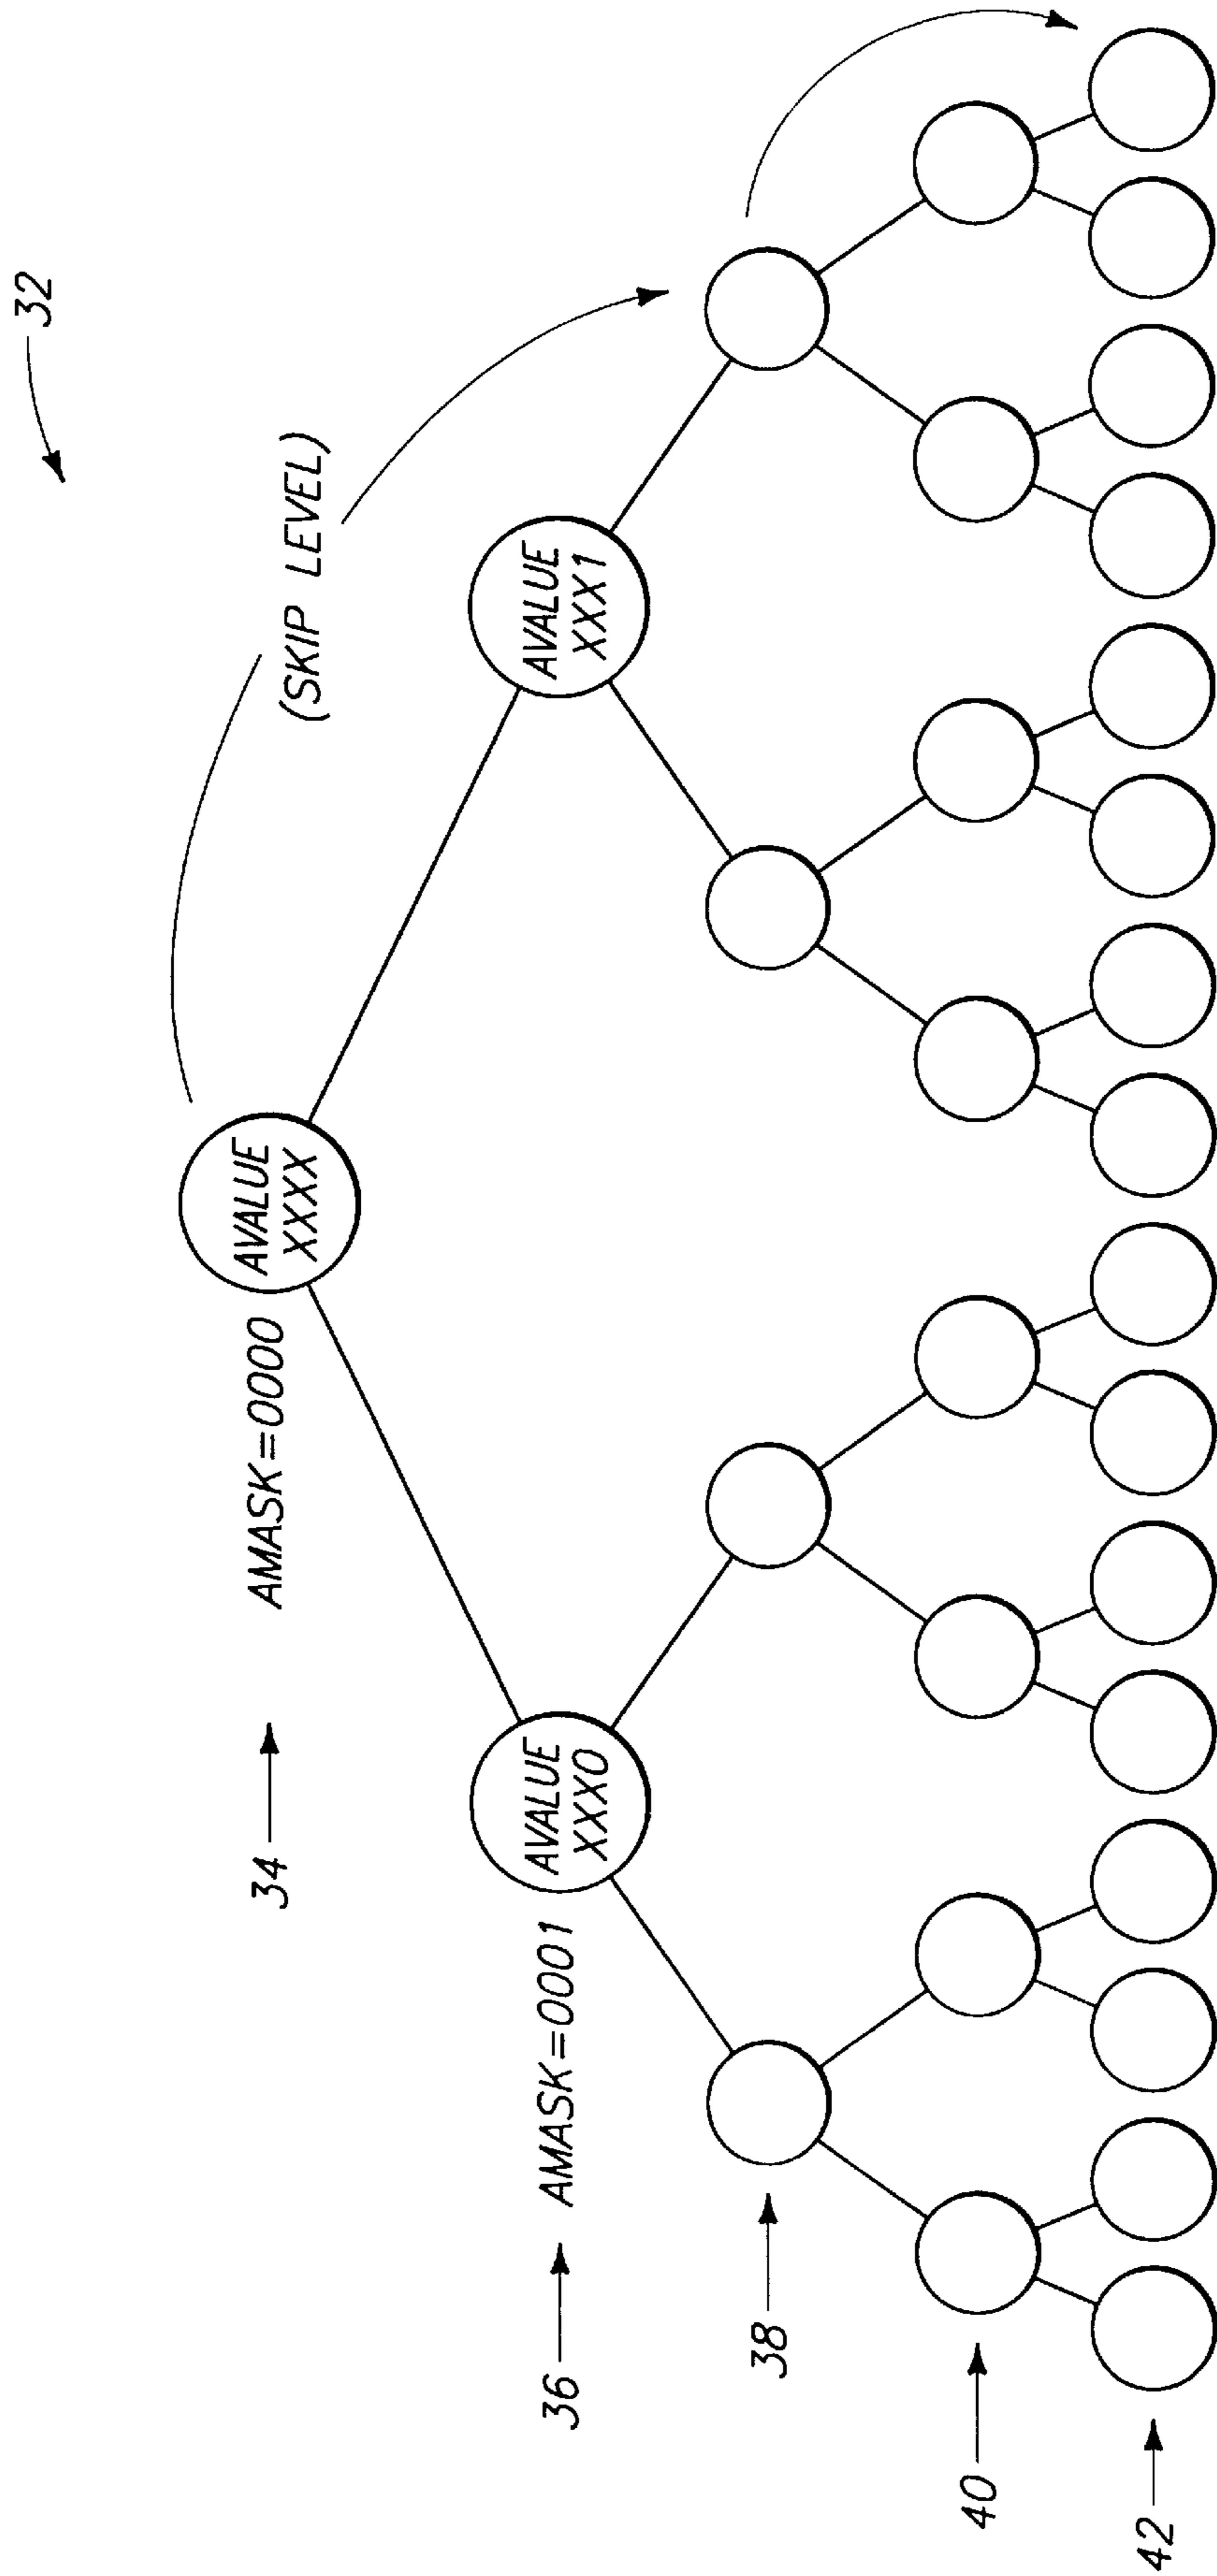 32
(SKIP LEVEL)
34
AMASK=0000
AVALUE
XXXX
36
AMASK=0001
AVALUE
XXX0
AVALUE
XXX1
38
40
42